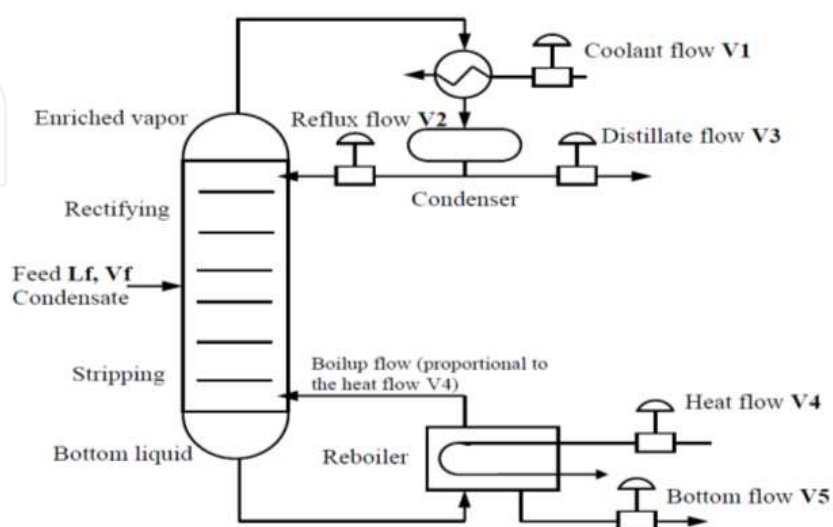 Coolant flow V1
Enriched vapor
Reflux flow V2
Distillate flow V3
Condenser
Rectifying
Feed Lf, Vf
Condensate
Stripping
Boilup flow (proportional to
the heat flow V4)
Heat flow V4
Bottom liquid
Reboiler
Bottom flow V5